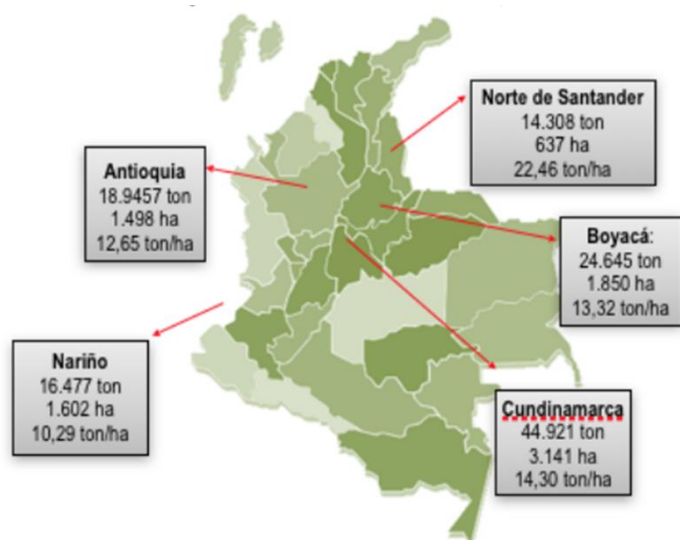 Norte de Santander
14.308 ton
637 ha
22,46 ton/ha
Antioquia
18.9457 ton
1.498 ha
12,65 ton/ha
Boyacá:
24.645 ton
1.850 ha
13,32 ton/ha
Nariño
16.477 ton
1.602 ha
10,29 ton/ha
Cundinamarca
44.921 ton
3.141 ha
14,30 ton/ha